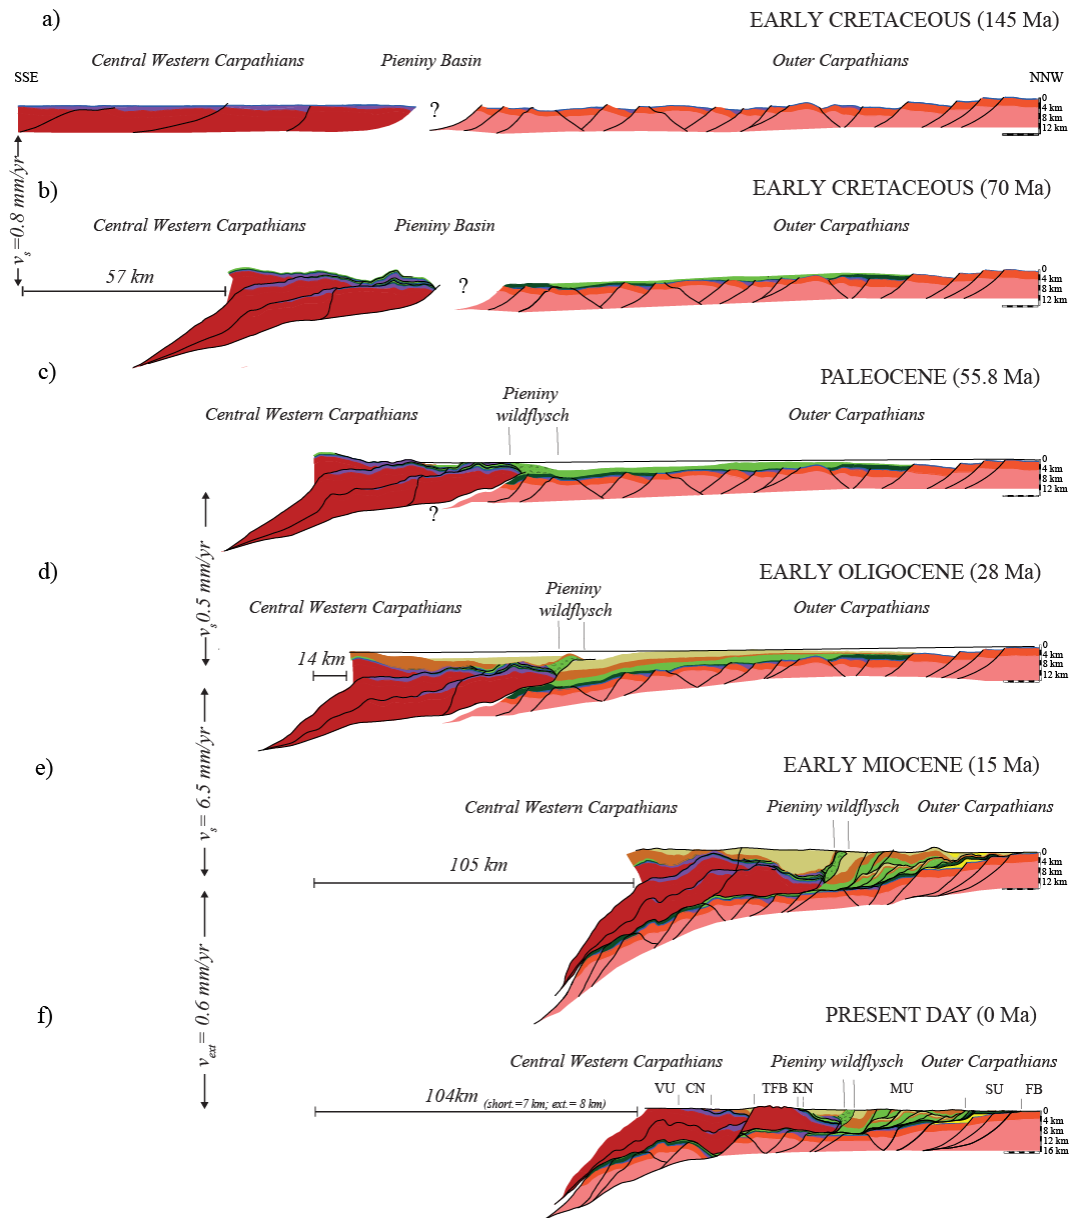 a)
EARLY CRETACEOUS (145 Ma)
Central Western Carpathians
Pieniny Basin
Outer Carpathians
SSE
NNW
?
0
4 km
8 km
12 km
v_s =0.8 mm/yr
b)
EARLY CRETACEOUS (70 Ma)
Central Western Carpathians
Pieniny Basin
Outer Carpathians
57 km
?
0
4 km
8 km
12 km
c)
PALEOCENE (55.8 Ma)
Pieniny
wildflysch
Central Western Carpathians
Outer Carpathians
?
0
4 km
8 km
12 km
v_s 0.5 mm/yr
d)
EARLY OLIGOCENE (28 Ma)
Pieniny
wildflysch
Central Western Carpathians
Outer Carpathians
14 km
0
4 km
8 km
12 km
v_s = 6.5 mm/yr
e)
EARLY MIOCENE (15 Ma)
Central Western Carpathians
Pieniny wildflysch
Outer Carpathians
105 km
0
4 km
8 km
12 km
v_ext = 0.6 mm/yr
f)
PRESENT DAY (0 Ma)
Central Western Carpathians
Pieniny wildflysch
Outer Carpathians
VU CN TFB KN MU SU FB
104km (short.=7 km; ext.= 8 km)
0
4 km
8 km
12 km
16 km